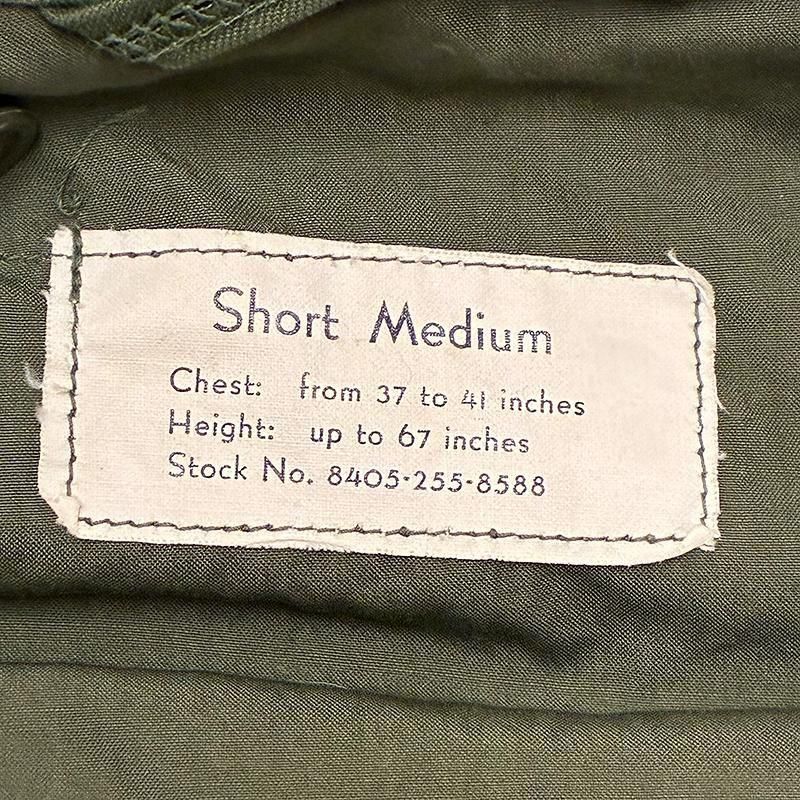 Short Medium
Chest: from 37 to 41 inches
Height: up to 67 inches
Stock No. 8405-255-8588